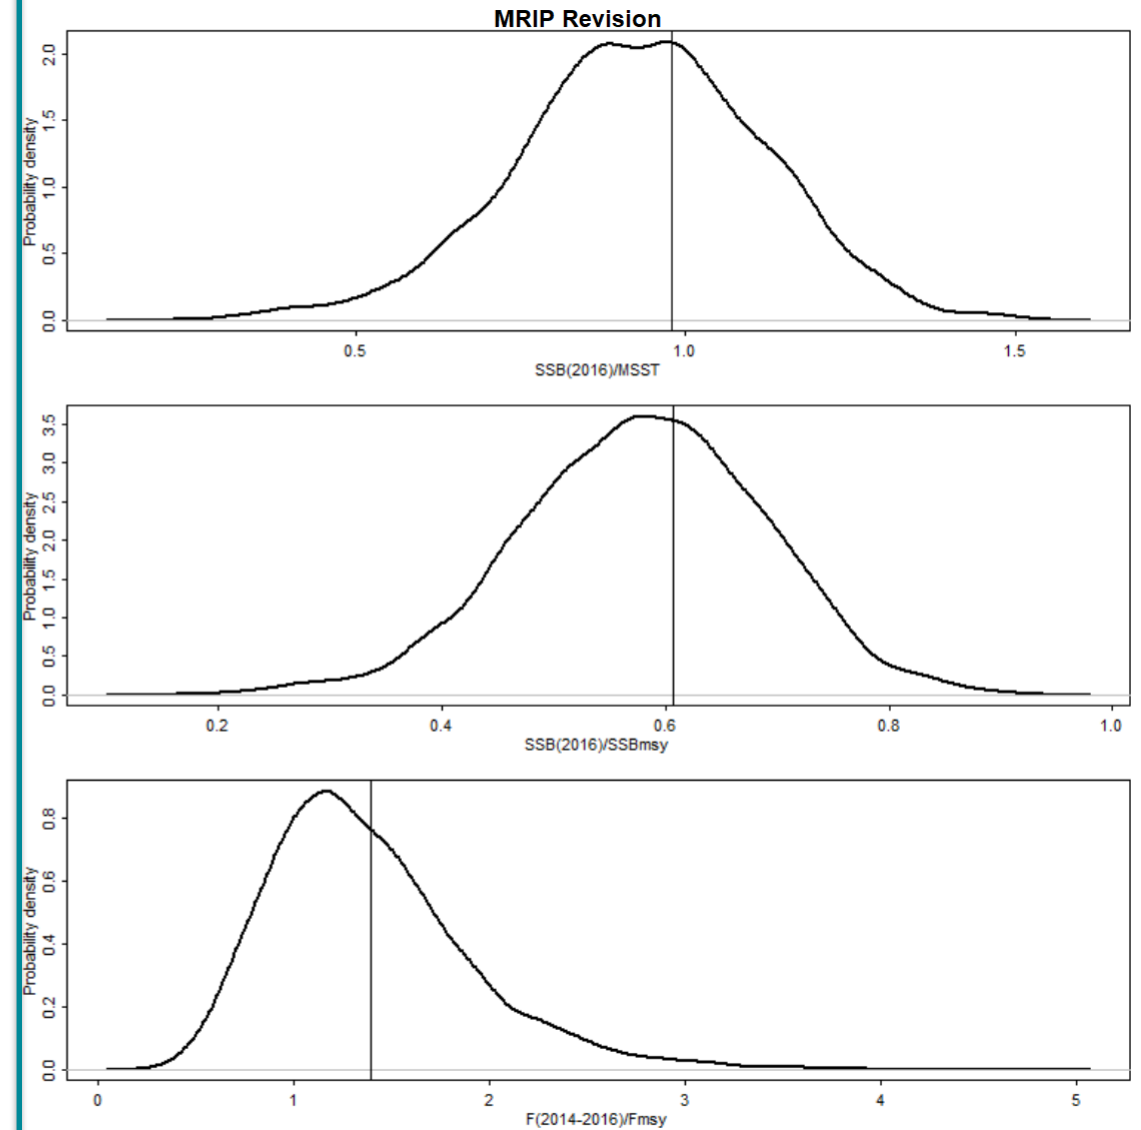 MRIP Revision
2.0
1.5
1.0
0.5
0.0
Probability density
0.5 1.0 1.5
SSB(2016)/MSST
3.5
3.0
2.5
2.0
1.5
1.0
0.5
0.0
Probability density
0.2 0.4 0.6 0.8 1.0
SSB(2016)/SSBmsy
0.8
0.6
0.4
0.2
0.0
Probability density
0 1 2 3 4 5
F(2014-2016)/Fmsy